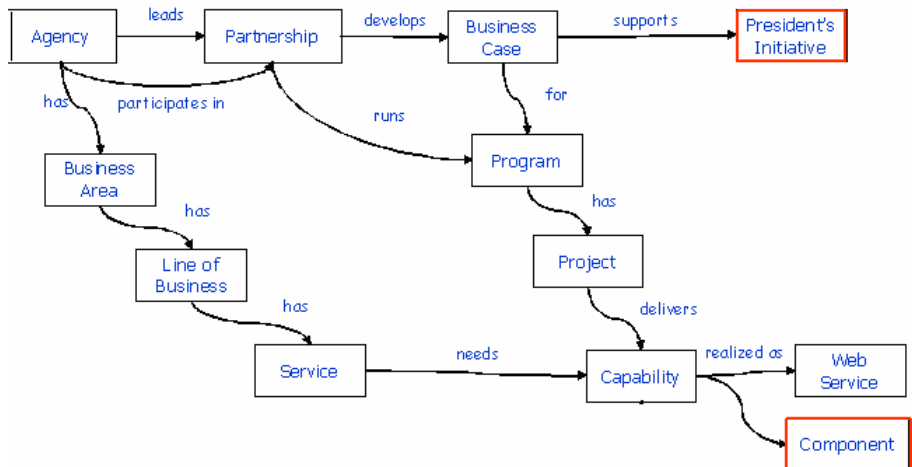 leads
develops
supports
Agency
Partnership
Business
Case
President's
Initiative
has
participates in
runs
for
Business
Area
Program
has
has
Line of
Business
Project
has
delivers
Service
needs
Capability
realized as
Web
Service
Component